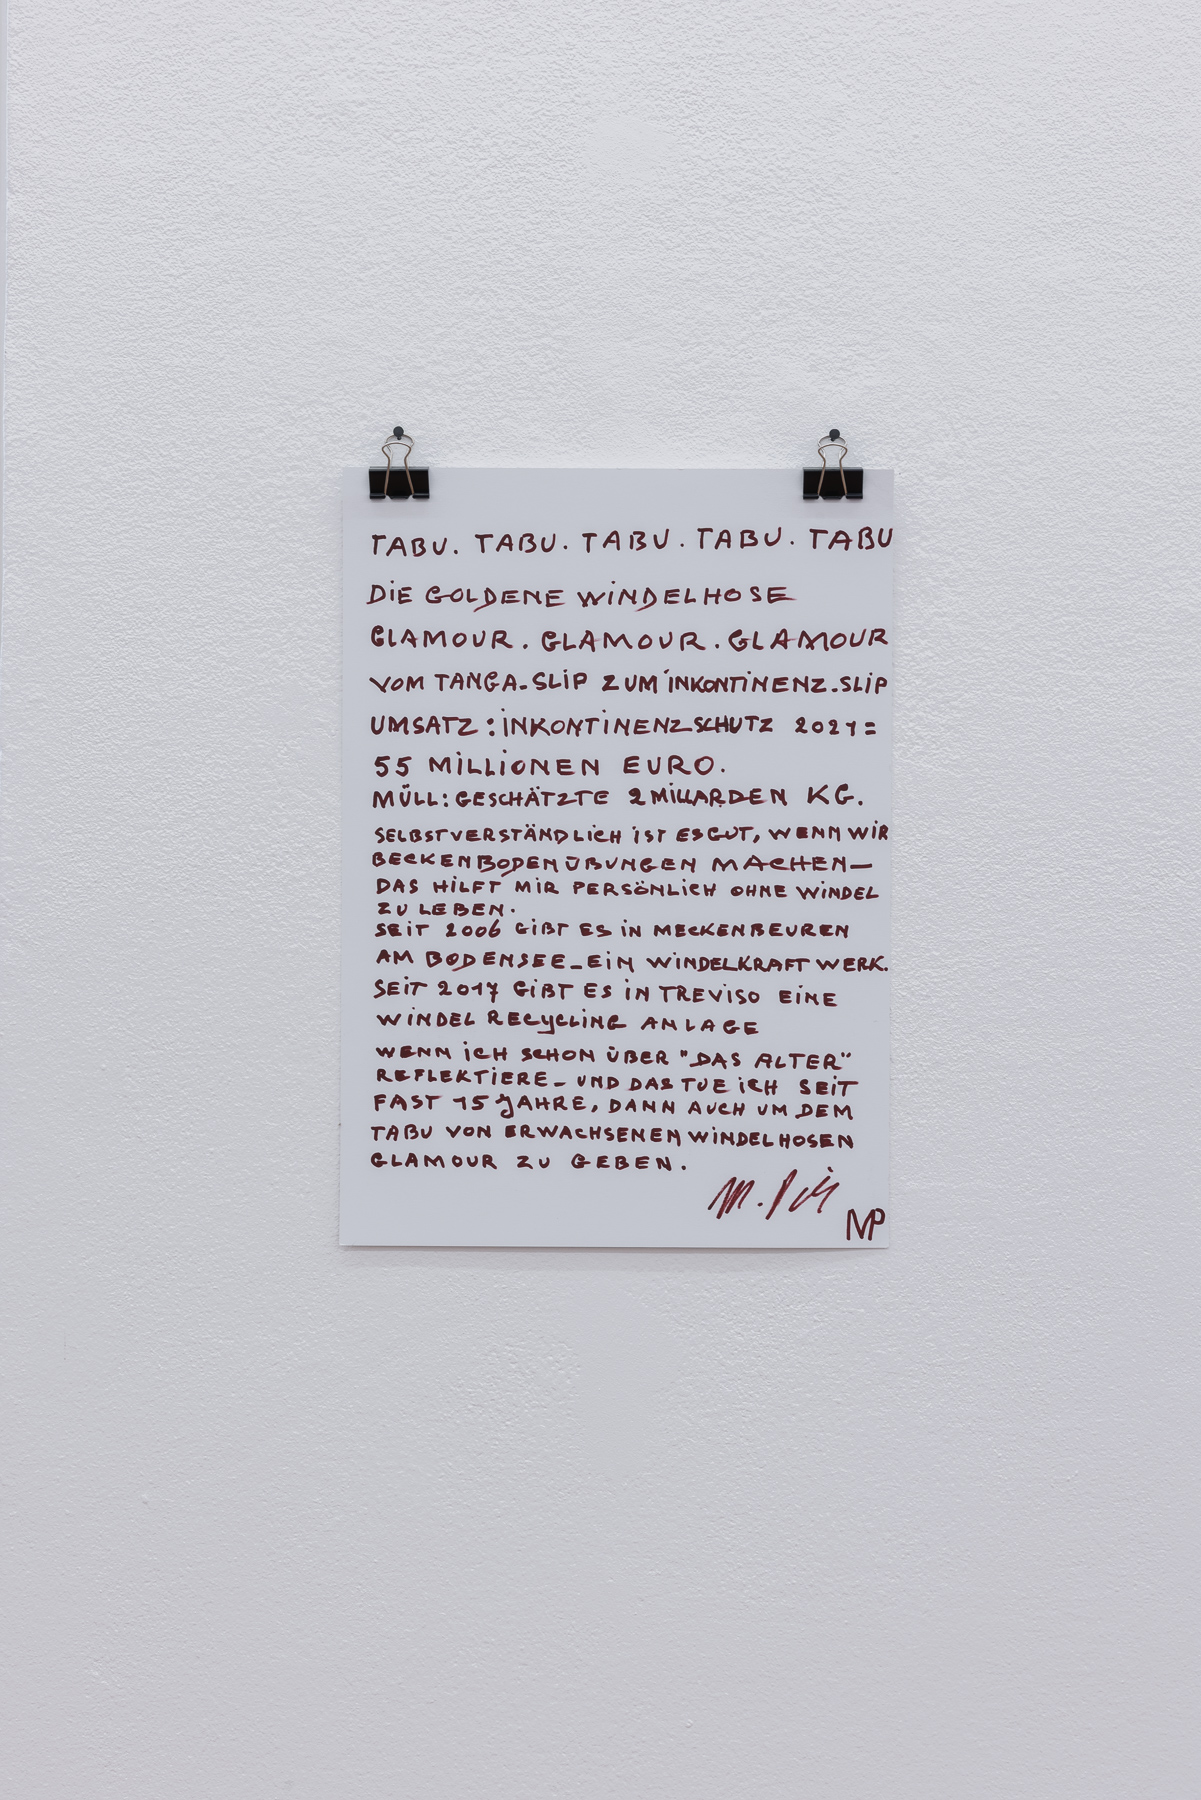 TABU. TABU. TABU. TABU. TABU
DIE GOLDENE WINDELHOSE
GLAMOUR. GLAMOUR. GLAMOUR
VOM TANGA-SLIP ZUM INKONTINENZ-SLIP
UMSATZ: INKONTINENZSCHUTZ 2021=
55 MILLIONEN EURO.
MÜLL: GESCHÄTZTE 2 MILLIARDEN KG.
SELBSTVERSTÄNDLICH IST ES GUT, WENN WIR
BECKENBODENÜBUNGEN MACHEN—
DAS HILFT MIR PERSÖNLICH OHNE WINDEL
ZU LEBEN.
SEIT 2006 GIBT ES IN MECKENBEUREN
AM BODENSEE_EIN WINDELKRAFTWERK.
SEIT 2017 GIBT ES IN TREVISO EINE
WINDEL RECYCLING ANLAGE
WENN ICH SCHON ÜBER "DAS ALTER"
REFLEKTIERE_ UND DAS TUE ICH SEIT
FAST 15 JAHRE, DANN AUCH UM DEM
TABU VON ERWACHSENEN WINDELHOSEN
GLAMOUR ZU GEBEN.
MP